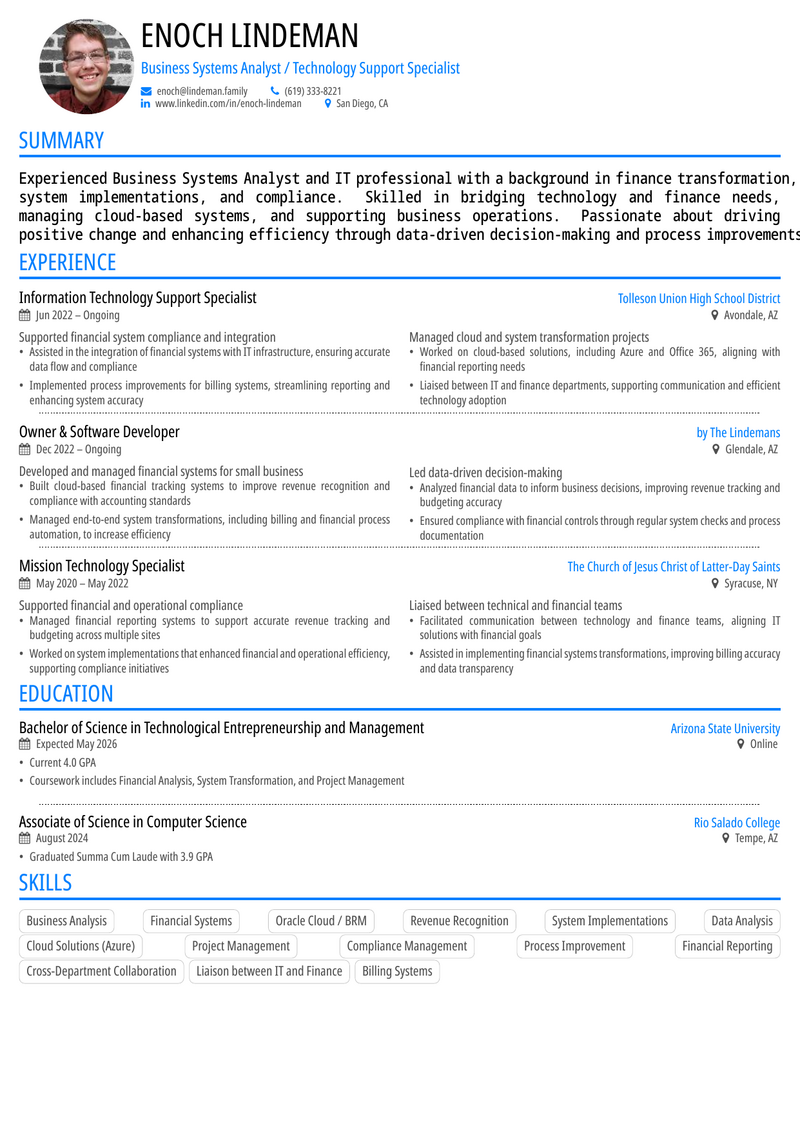 ENOCH LINDEMAN
Business Systems Analyst / Technology Support Specialist
enoch@lindeman.family (619) 333-8221
www.linkedin.com/in/enoch-lindeman San Diego, CA
SUMMARY
Experienced Business Systems Analyst and IT professional with a background in finance transformation,
system implementations, and compliance. Skilled in bridging technology and finance needs,
managing cloud-based systems, and supporting business operations. Passionate about driving
positive change and enhancing efficiency through data-driven decision-making and process improvements
EXPERIENCE
Information Technology Support Specialist Tolleson Union High School District
Jun 2022 – Ongoing Avondale, AZ
Supported financial system compliance and integration
• Assisted in the integration of financial systems with IT infrastructure, ensuring accurate
data flow and compliance
• Implemented process improvements for billing systems, streamlining reporting and
enhancing system accuracy
Managed cloud and system transformation projects
• Worked on cloud-based solutions, including Azure and Office 365, aligning with
financial reporting needs
• Liaised between IT and finance departments, supporting communication and efficient
technology adoption
Owner & Software Developer by The Lindemans
Dec 2022 – Ongoing Glendale, AZ
Developed and managed financial systems for small business
• Built cloud-based financial tracking systems to improve revenue recognition and
compliance with accounting standards
• Managed end-to-end system transformations, including billing and financial process
automation, to increase efficiency
Led data-driven decision-making
• Analyzed financial data to inform business decisions, improving revenue tracking and
budgeting accuracy
• Ensured compliance with financial controls through regular system checks and process
documentation
Mission Technology Specialist The Church of Jesus Christ of Latter-Day Saints
May 2020 – May 2022 Syracuse, NY
Supported financial and operational compliance
• Managed financial reporting systems to support accurate revenue tracking and
budgeting across multiple sites
• Worked on system implementations that enhanced financial and operational efficiency,
supporting compliance initiatives
Liaised between technical and financial teams
• Facilitated communication between technology and finance teams, aligning IT
solutions with financial goals
• Assisted in implementing financial systems transformations, improving billing accuracy
and data transparency
EDUCATION
Bachelor of Science in Technological Entrepreneurship and Management Arizona State University
Expected May 2026 Online
• Current 4.0 GPA
• Coursework includes Financial Analysis, System Transformation, and Project Management
Associate of Science in Computer Science Rio Salado College
August 2024 Tempe, AZ
• Graduated Summa Cum Laude with 3.9 GPA
SKILLS
Business Analysis Financial Systems Oracle Cloud / BRM Revenue Recognition System Implementations Data Analysis
Cloud Solutions (Azure) Project Management Compliance Management Process Improvement Financial Reporting
Cross-Department Collaboration Liaison between IT and Finance Billing Systems